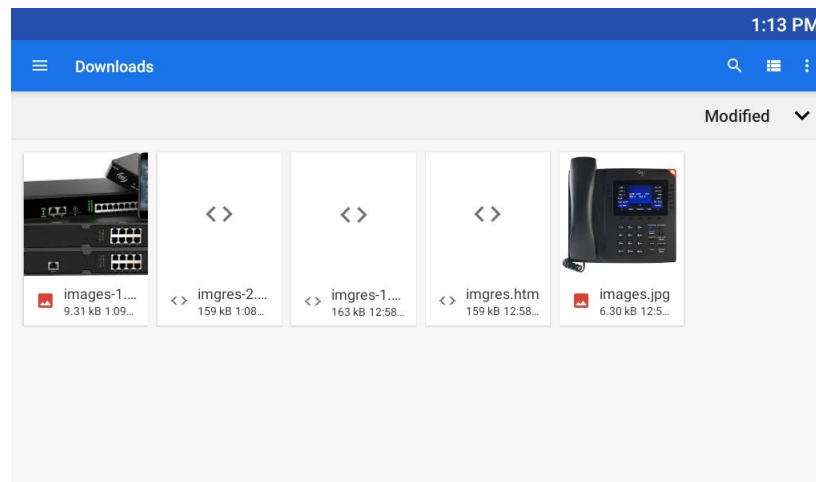 1:13 PM
Downloads
Modified
images-1....
9.31 kB 1:09...
imgres-2....
159 kB 1:08...
imgres-1....
163 kB 12:58...
imgres.htm
159 kB 12:58...
images.jpg
6.30 kB 12:5...